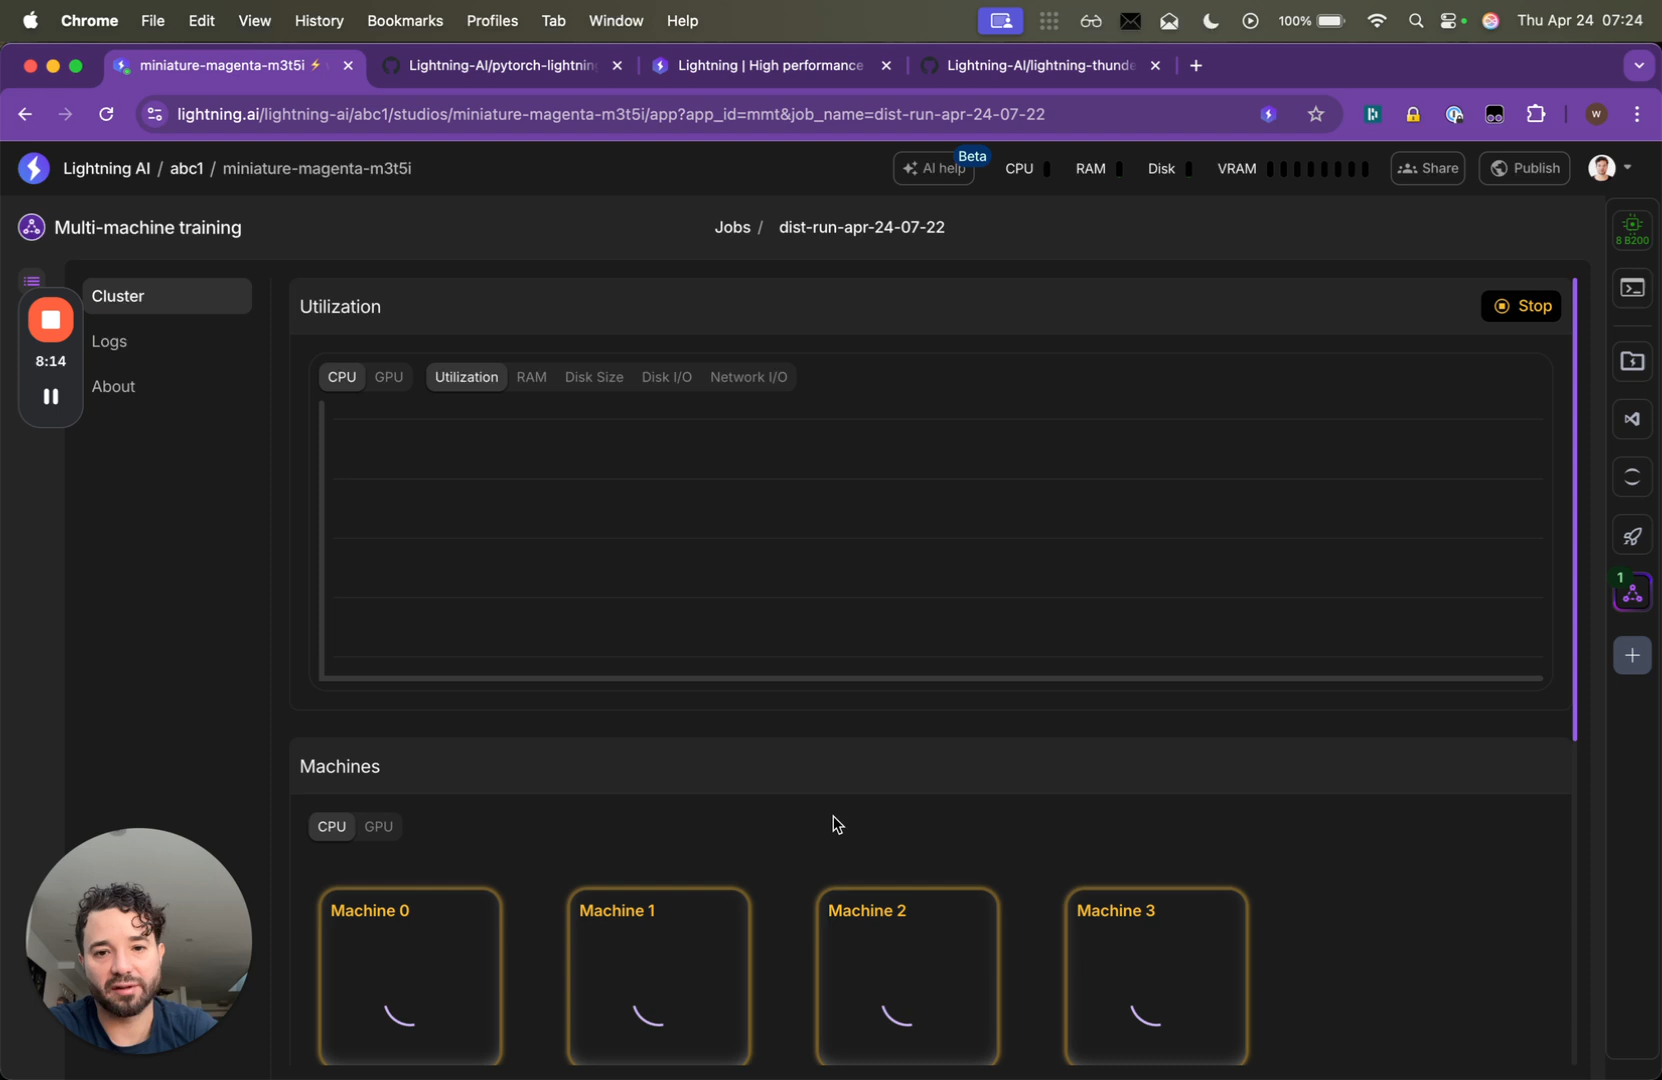 Chrome File Edit View History Bookmarks Profiles Tab Window Help 100% Thu Apr 24 07:24
miniature-magenta-m3t5i Lightning-AI/pytorch-lightnin Lightning | High performance Lightning-AI/lightning-thunde
lightning.ai/lightning-ai/abc1/studios/miniature-magenta-m3t5i/app?app_id=mmt&job_name=dist-run-apr-24-07-22
W
Beta
Lightning AI / abc1 / miniature-magenta-m3t5i AI help CPU RAM Disk VRAM Share Publish
Multi-machine training Jobs / dist-run-apr-24-07-22
8 B200
Cluster
Utilization Stop
Logs
8:14
CPU GPU Utilization RAM Disk Size Disk I/O Network I/O
About
1
Machines
CPU GPU
Machine 0 Machine 1 Machine 2 Machine 3